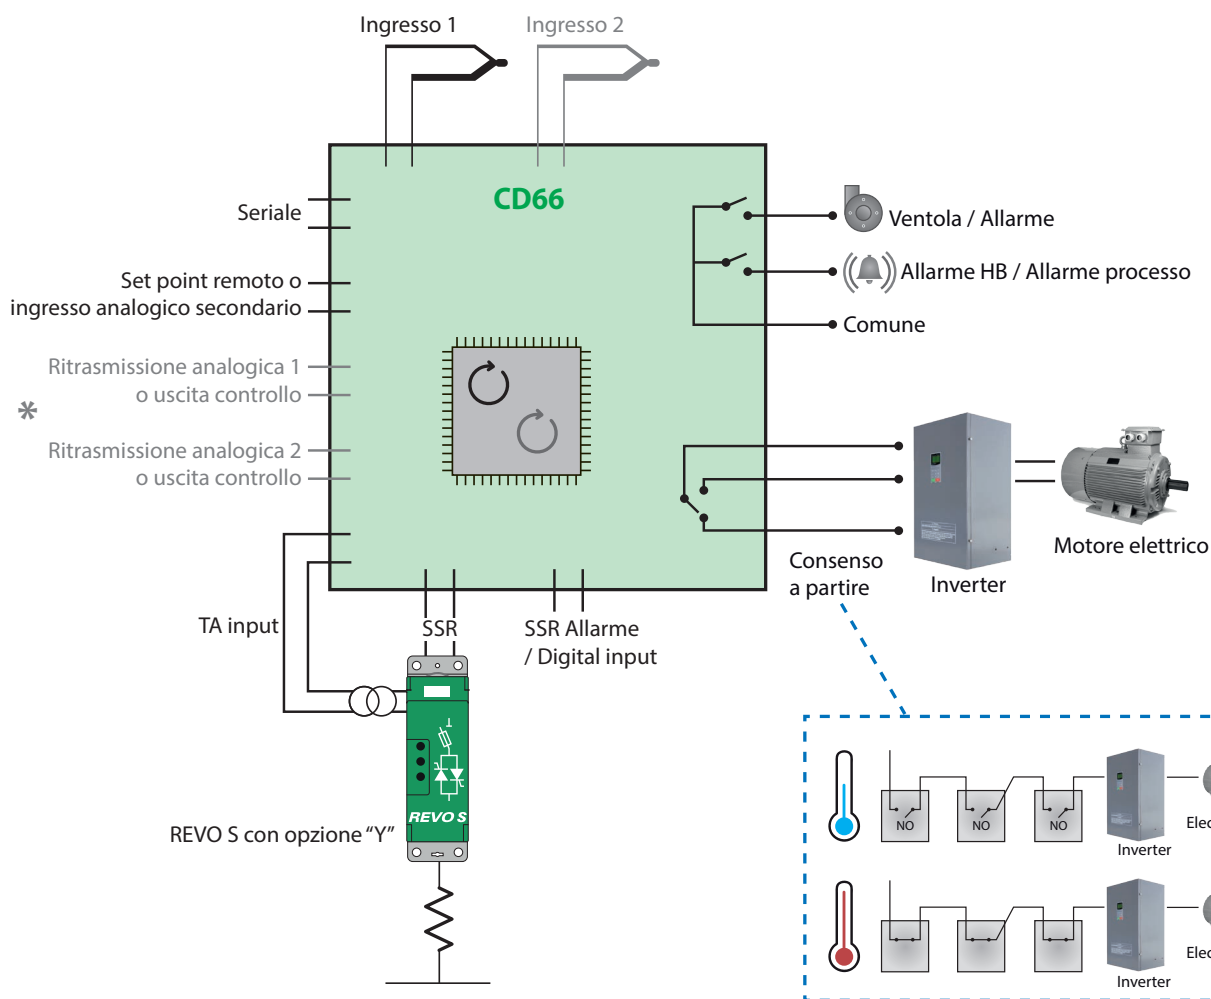 Ingresso 1
Ingresso 2
CD66
Seriale
Ventola / Allarme
Allarme HB / Allarme processo
Comune
Set point remoto o
ingresso analogico secondario
Ritrasmissione analogica 1
o uscita controllo
*
Ritrasmissione analogica 2
o uscita controllo
Motore elettrico
Inverter
Consenso
a partire
TA input
SSR
SSR Allarme
/ Digital input
REVO S
REVO S con opzione “Y”
NO
NO
NO
Elec
Inverter
Elec
Inverter